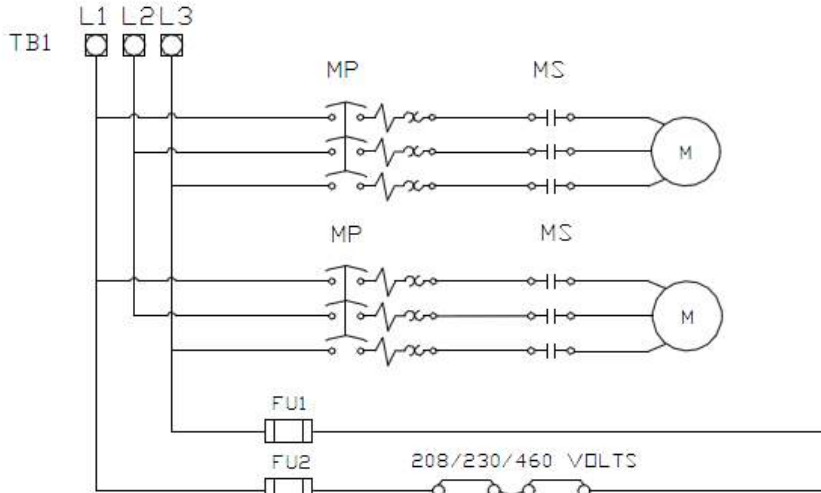 L1 L2 L3
TB1
MP MS
M
MP MS
M
FU1
FU2 208/230/460 VOLTS